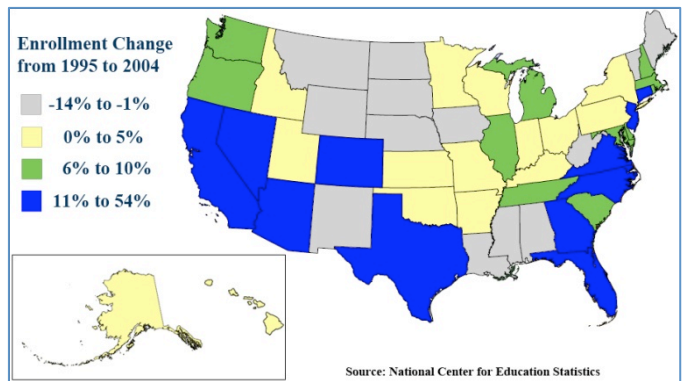 Enrollment Change
from 1995 to 2004
-14% to -1%
0% to 5%
6% to 10%
11% to 54%
Source: National Center for Education Statistics